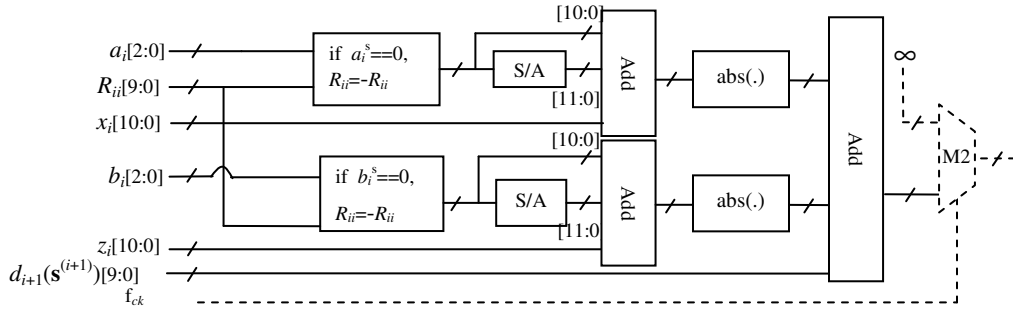 [10:0]
aᵢ[2:0]
if aᵢˢ==0,
Rᵢᵢ=-Rᵢᵢ
S/A
Add
abs(.)
∞
Rᵢᵢ[9:0]
[11:0]
xᵢ[10:0]
Add
[10:0]
M2
bᵢ[2:0]
if bᵢˢ==0,
Rᵢᵢ=-Rᵢᵢ
S/A
Add
abs(.)
[11:0
zᵢ[10:0]
dᵢ₊₁(s⁽ⁱ⁺¹⁾)[9:0]
f_ck